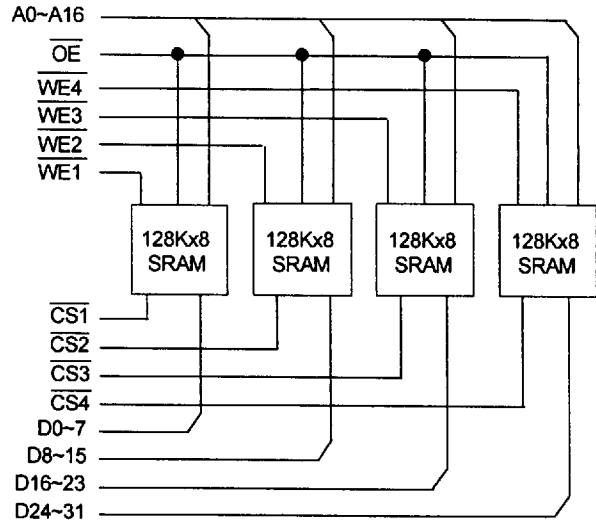 A0~A16
OE
WE4
WE3
WE2
WE1
128Kx8
SRAM
128Kx8
SRAM
128Kx8
SRAM
128Kx8
SRAM
CS1
CS2
CS3
CS4
D0~7
D8~15
D16~23
D24~31